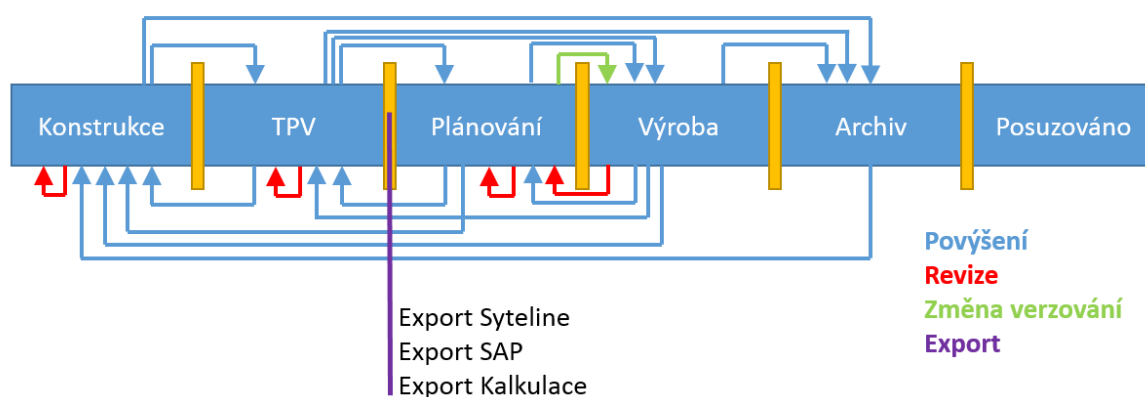 Konstrukce
TPV
Plánování
Výroba
Archiv
Posuzováno
Povýšení
Revize
Změna verzování
Export
Export Syteline
Export SAP
Export Kalkulace